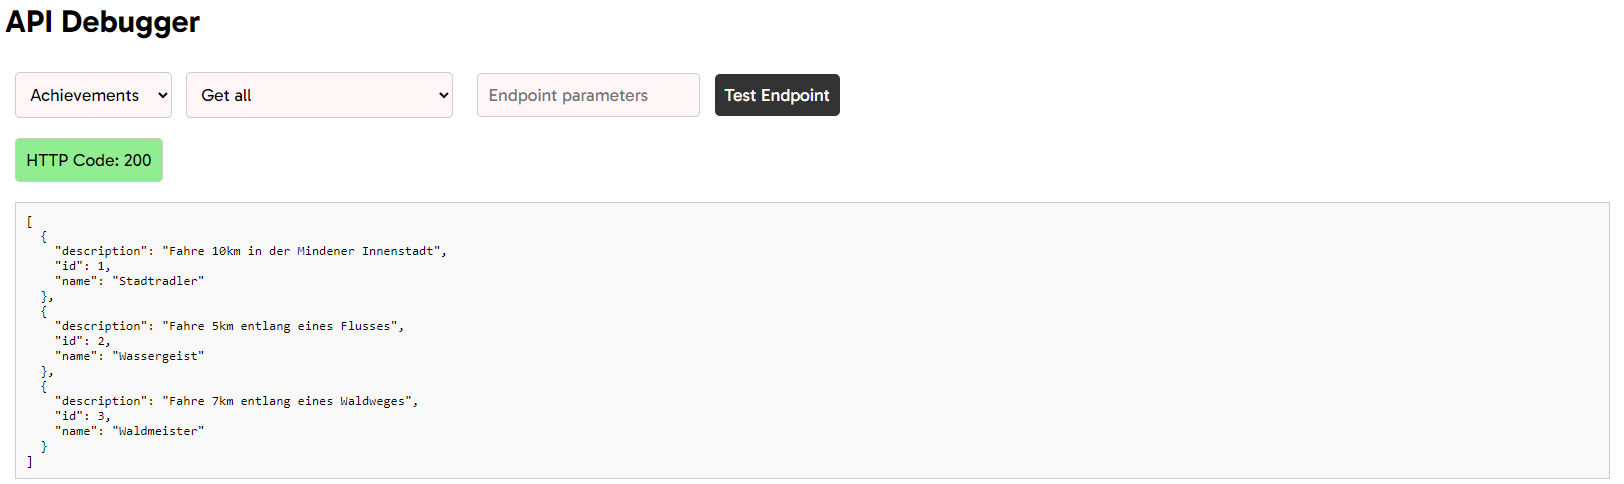 API Debugger
Achievements Get all Endpoint parameters Test Endpoint
HTTP Code: 200
[
  {
    "description": "Fahre 10km in der Mindener Innenstadt",
    "id": 1,
    "name": "Stadtradler"
  },
  {
    "description": "Fahre 5km entlang eines Flusses",
    "id": 2,
    "name": "Wassergeist"
  },
  {
    "description": "Fahre 7km entlang eines Waldweges",
    "id": 3,
    "name": "Waldmeister"
  }
]